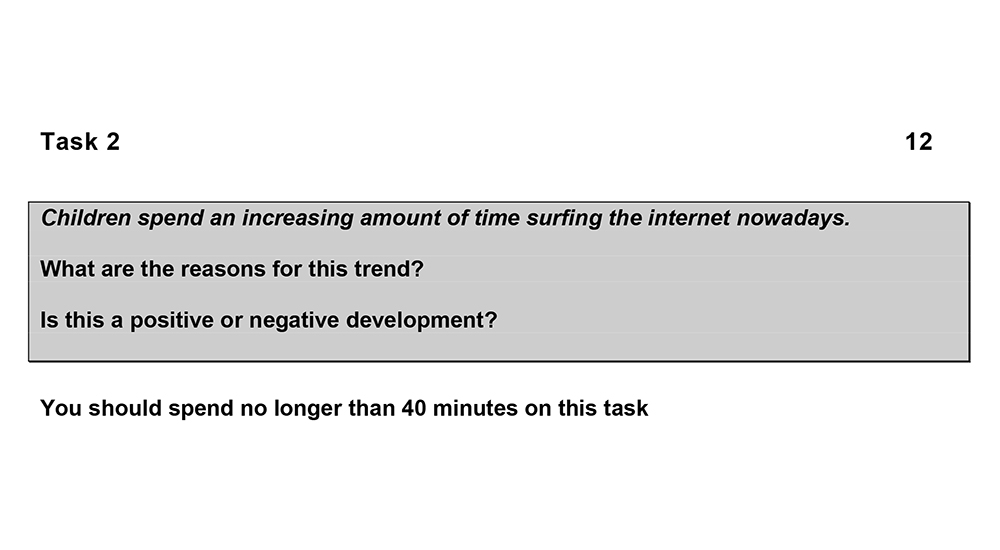 Task 2 12
Children spend an increasing amount of time surfing the internet nowadays.
What are the reasons for this trend?
Is this a positive or negative development?
You should spend no longer than 40 minutes on this task